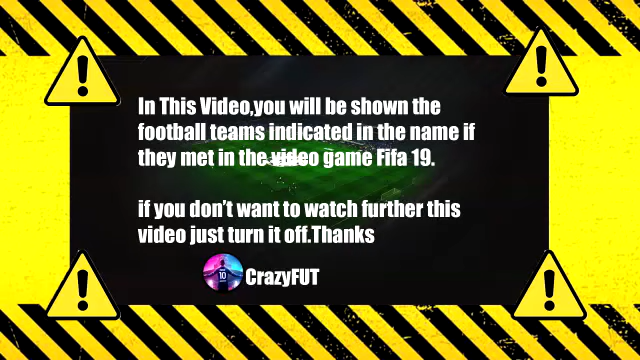 In This Video,you will be shown the
football teams indicated in the name if
they met in the video game Fifa 19.
if you don't want to watch further this
video just turn it off.Thanks
10
CrazyFUT